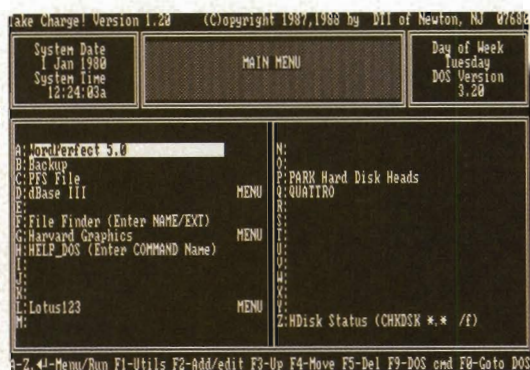 ake Charge! Version 1.20 (C)opyright 1987,1988 by DII of Newton, NJ 0768
System Date
1 Jan 1980
System Time
12:24:03a
MAIN MENU
Day of Week
Tuesday
DOS Version
3.20
A:WordPerfect 5.0
B:Backup
C:PFS File
D:dBase III MENU
E:
F:File Finder (Enter NAME/EXT)
G:Harvard Graphics MENU
H:HELP_DOS (Enter COMMAND Name)
I:
J:
K:
L:Lotus123 MENU
M:
N:
O:
P:PARK Hard Disk Heads
Q:QUATTRO
R:
S:
T:
U:
V:
W:
X:
Y:
Z:HDisk Status (CHKDSK *.* /f)
A-Z,◄┘-Menu/Run F1-Utils F2-Add/edit F3-Up F4-Move F5-Del F9-DOS cmd F0-Goto DOS